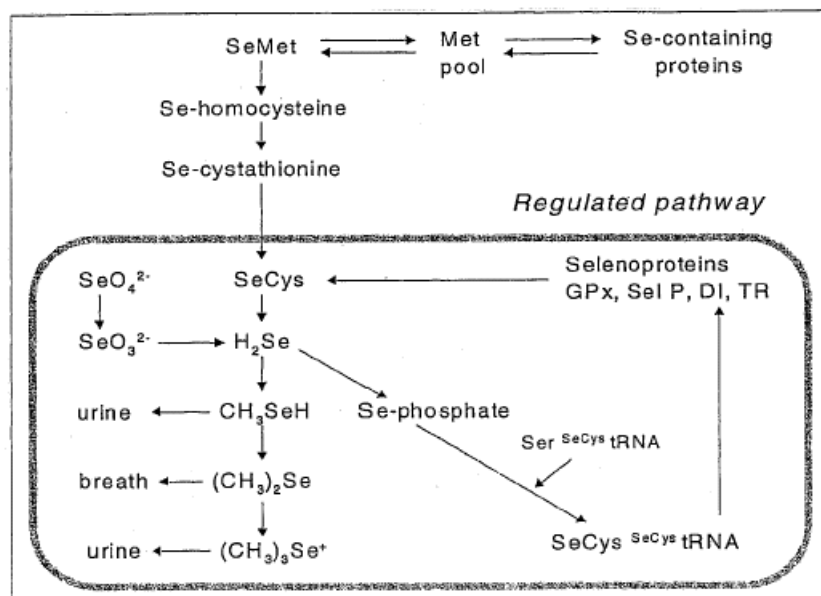 SeMet Met Se-containing
pool proteins
Se-homocysteine
Se-cystathionine
Regulated pathway
SeO₄²⁻ SeCys Selenoproteins
GPx, Sel P, DI, TR
SeO₃²⁻ H₂Se
urine CH₃SeH Se-phosphate
Ser ˢᵉᶜʸˢ tRNA
breath (CH₃)₂Se
urine (CH₃)₃Se⁺ SeCys ˢᵉᶜʸˢ tRNA